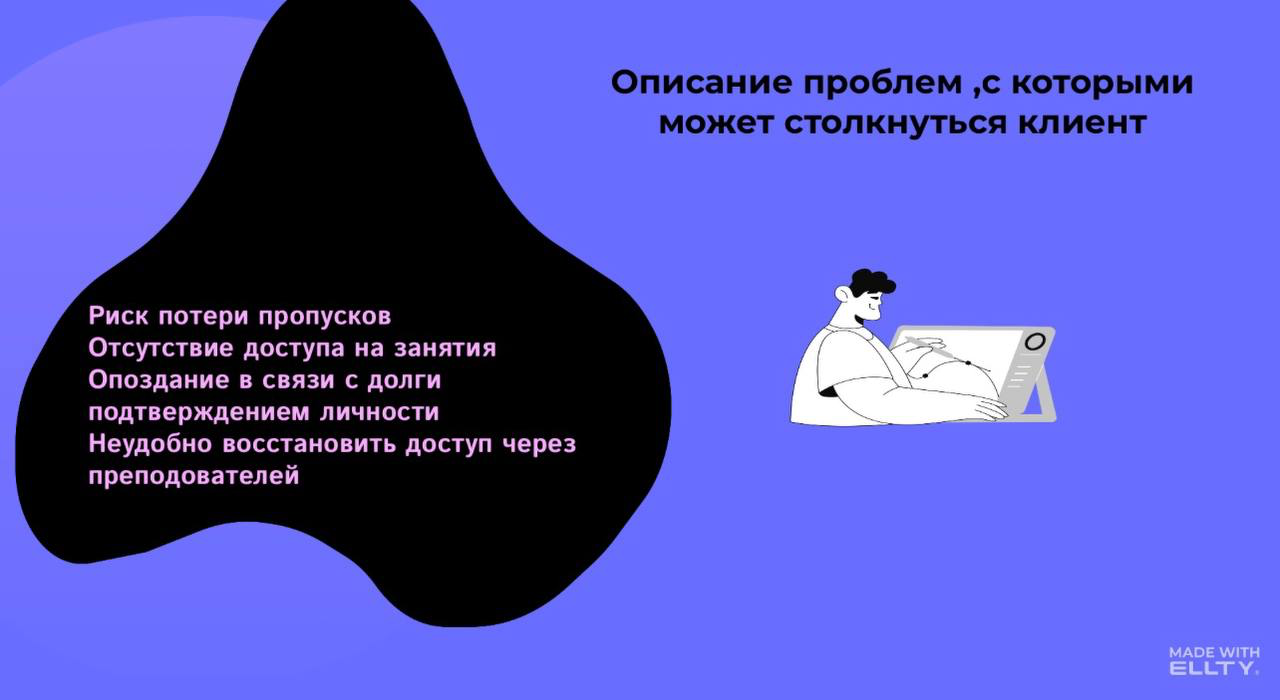 Описание проблем ,с которыми
может столкнуться клиент
Риск потери пропусков
Отсутствие доступа на занятия
Опоздание в связи с долги
подтверждением личности
Неудобно восстановить доступ через
преподователей
MADE WITH
ELLTY